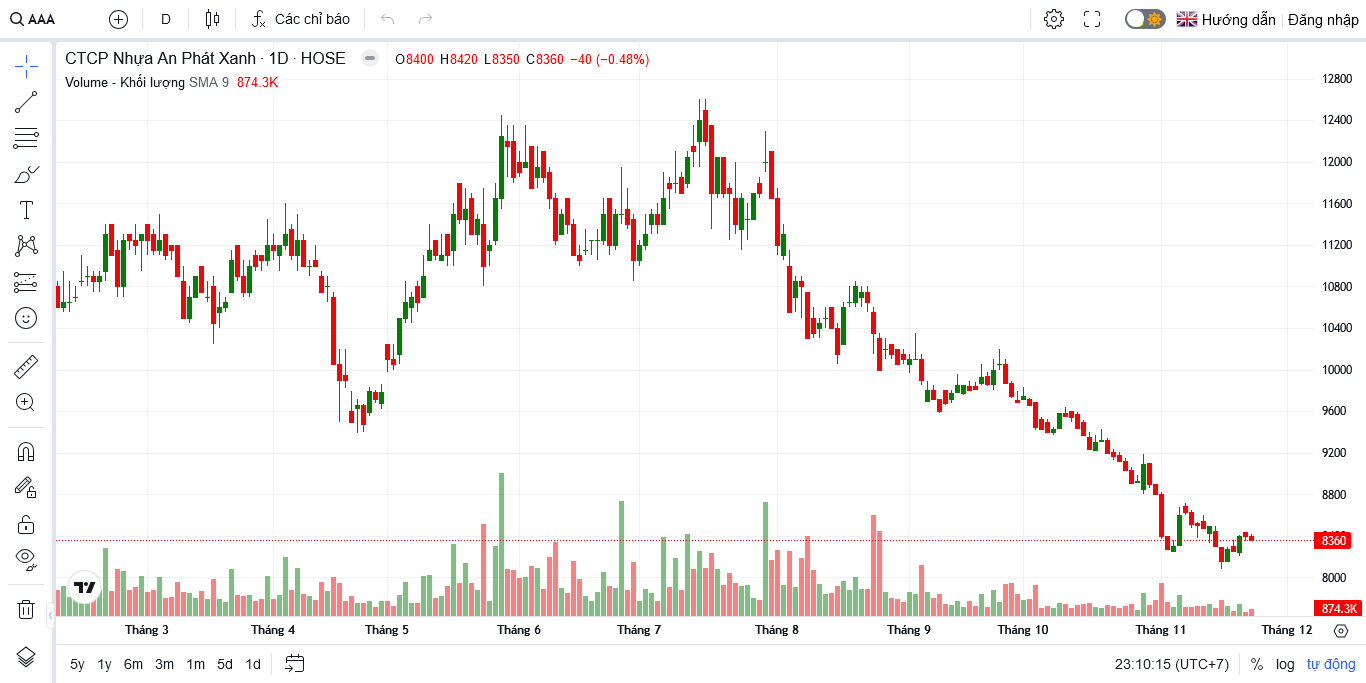 AAA D Các chỉ báo Hướng dẫn Đăng nhập
CTCP Nhựa An Phát Xanh · 1D · HOSE O8400 H8420 L8350 C8360 −40 (−0.48%)
Volume - Khối lượng SMA 9 874.3K
12800
12400
12000
11600
11200
10800
10400
10000
9600
9200
8800
8360
8000
874.3K
Tháng 3 Tháng 4 Tháng 5 Tháng 6 Tháng 7 Tháng 8 Tháng 9 Tháng 10 Tháng 11 Tháng 12
5y 1y 6m 3m 1m 5d 1d 23:10:15 (UTC+7) % log tự động